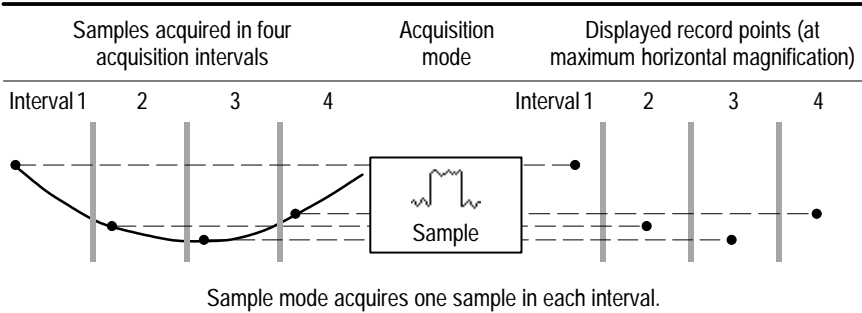 Samples acquired in four
acquisition intervals
Acquisition
mode
Displayed record points (at
maximum horizontal magnification)
Interval 1 2 3 4
Interval 1 2 3 4
Sample
Sample mode acquires one sample in each interval.